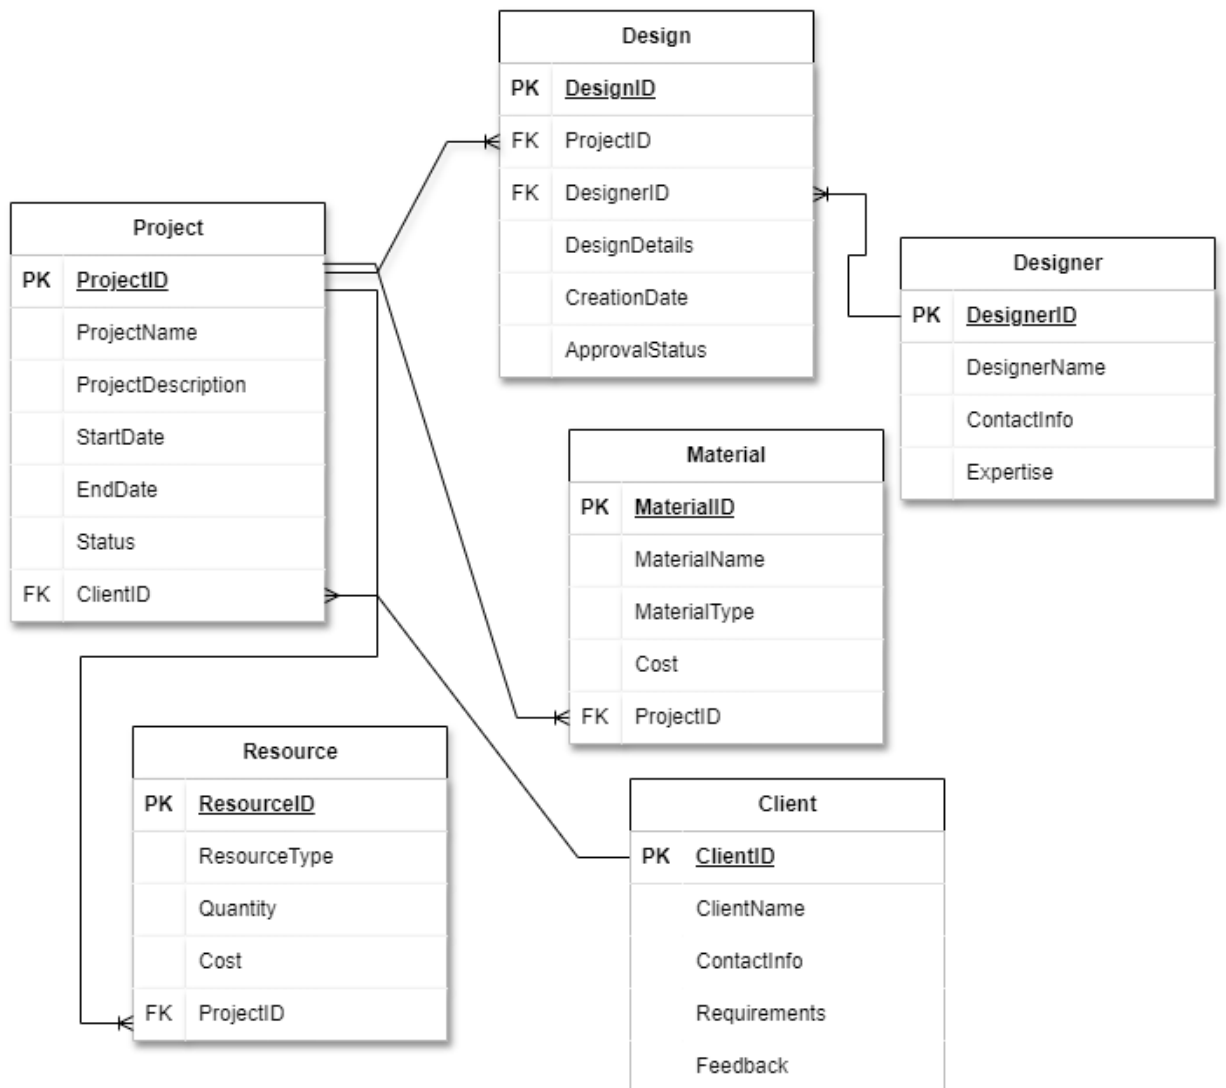 Design
PK DesignID
FK ProjectID
FK DesignerID
DesignDetails
CreationDate
ApprovalStatus
Project
PK ProjectID
ProjectName
ProjectDescription
StartDate
EndDate
Status
FK ClientID
Designer
PK DesignerID
DesignerName
ContactInfo
Expertise
Material
PK MaterialID
MaterialName
MaterialType
Cost
FK ProjectID
Resource
PK ResourceID
ResourceType
Quantity
Cost
FK ProjectID
Client
PK ClientID
ClientName
ContactInfo
Requirements
Feedback